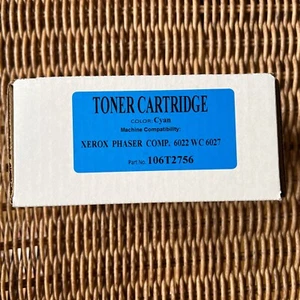 TONER CARTRIDGE
COLOR: Cyan
Machine Compatibility:
XEROX PHASER COMP. 6022 WC 6027
Part No. 106T2756